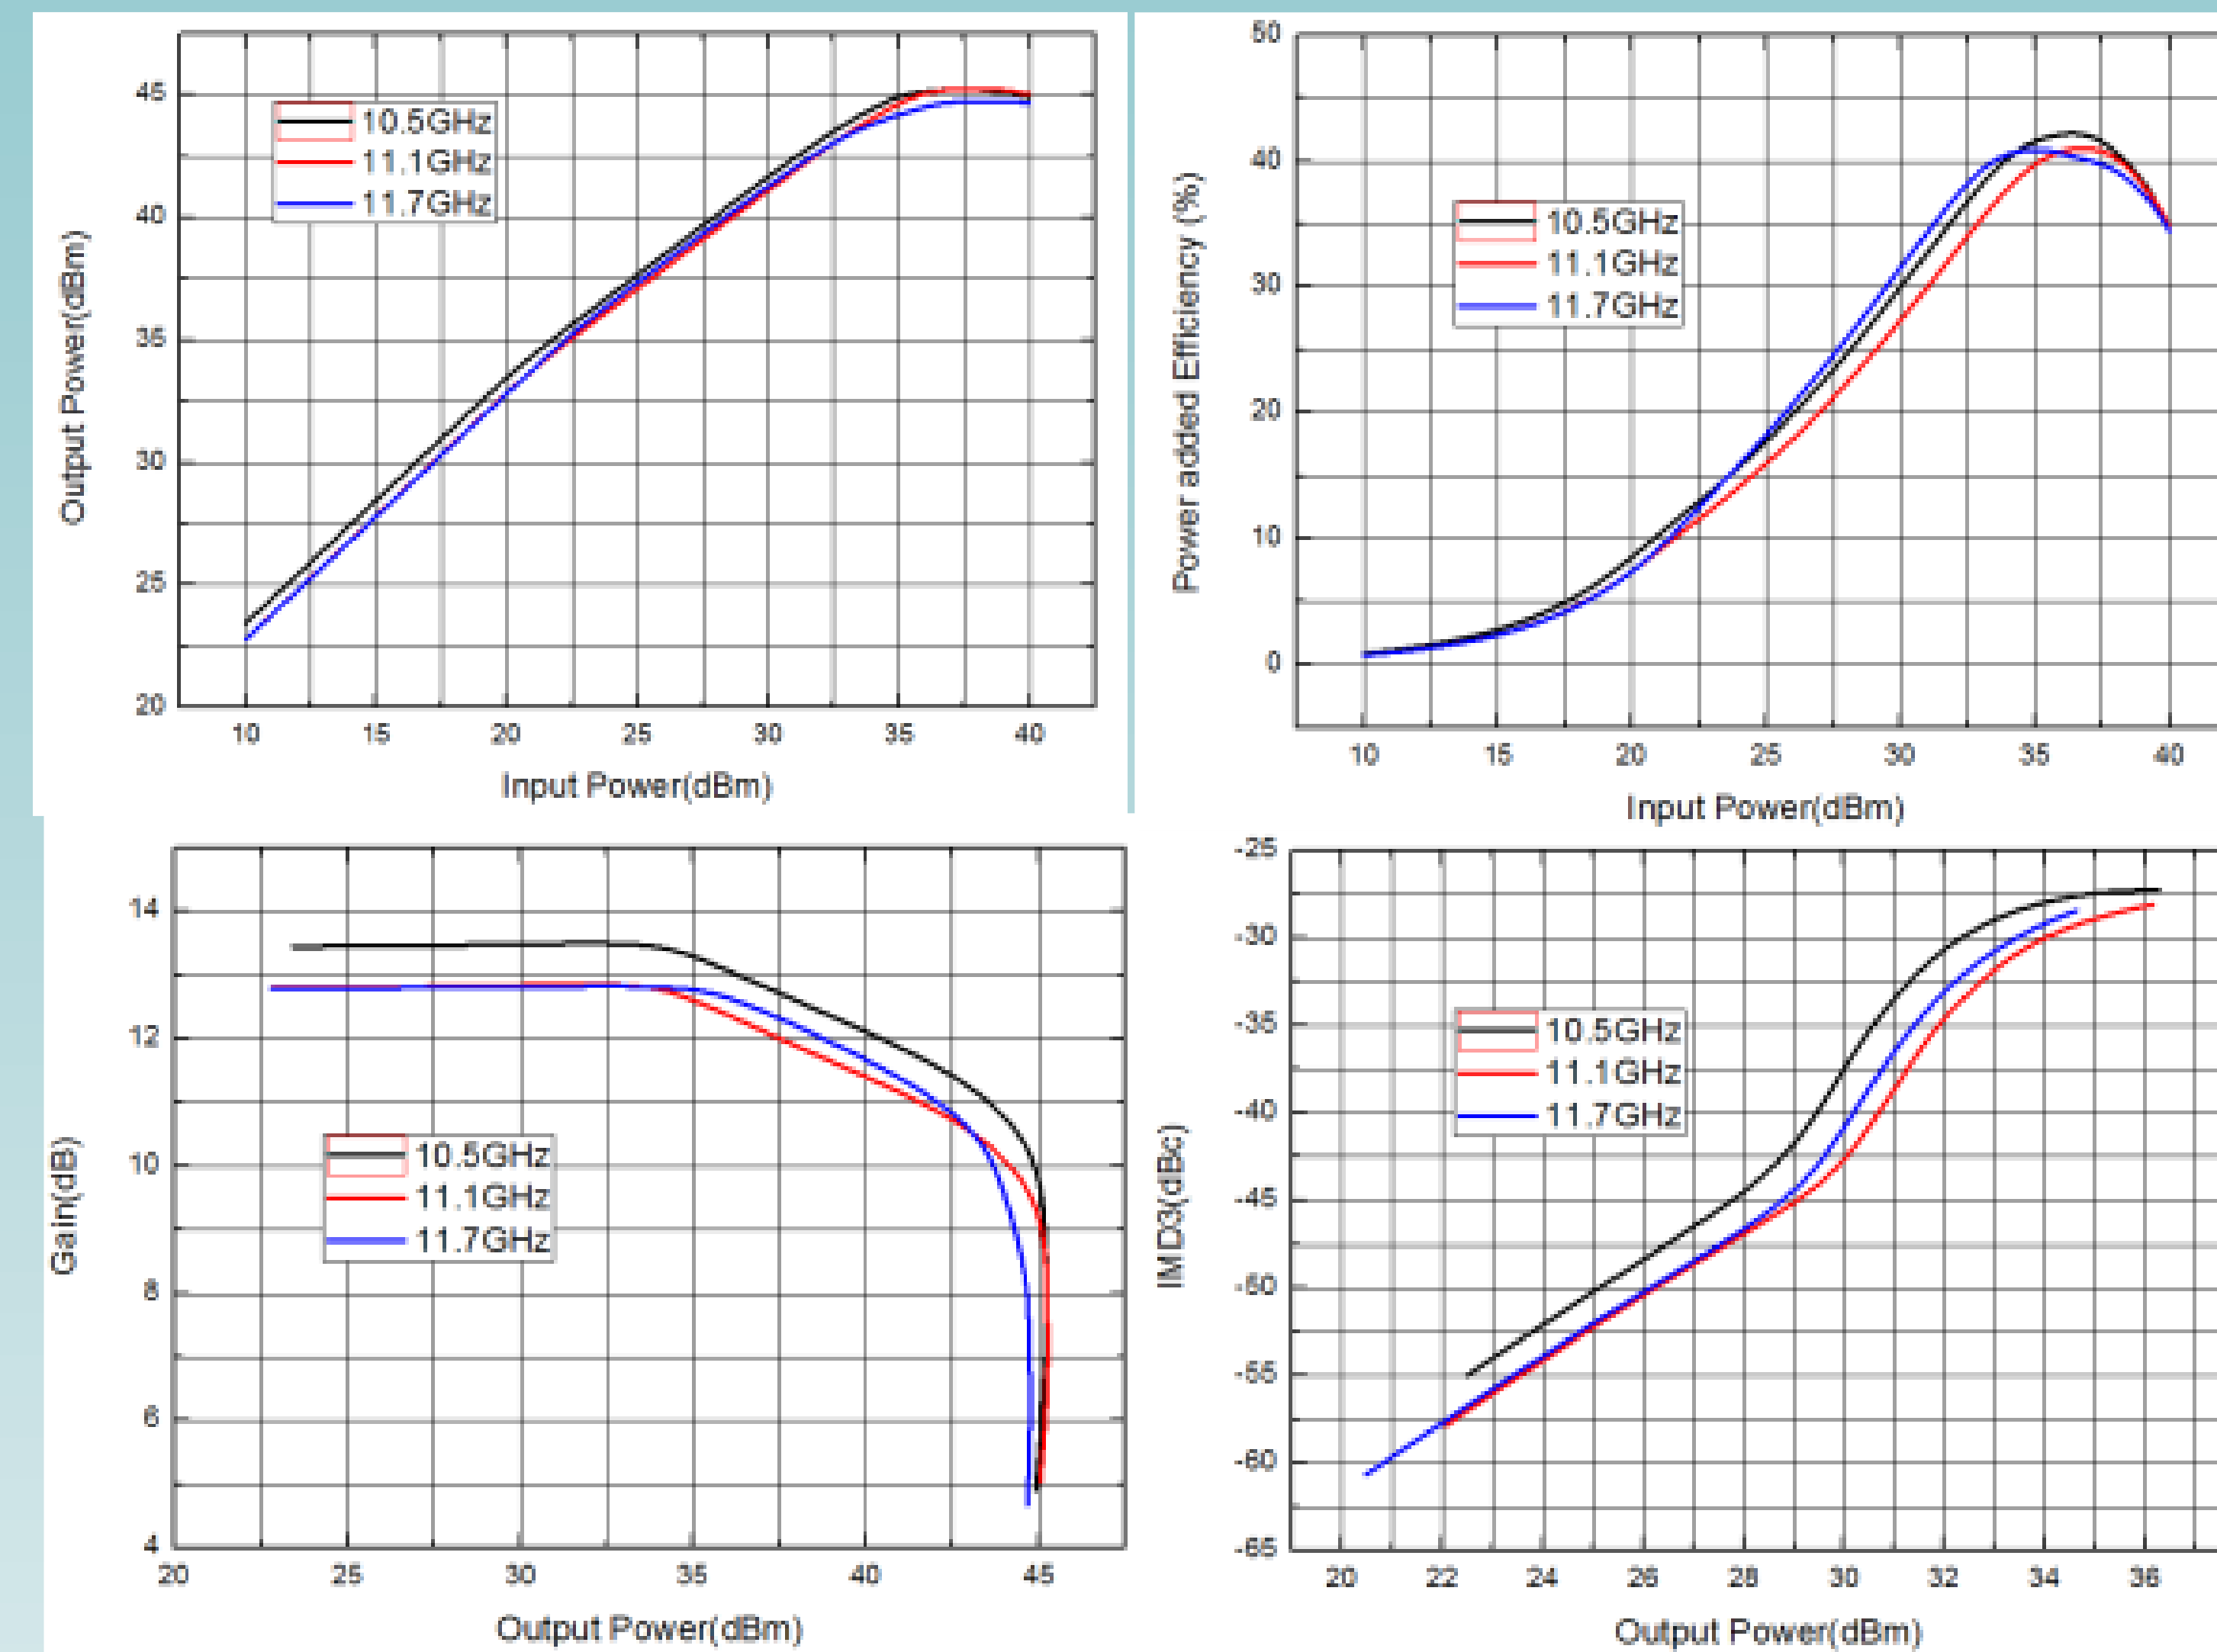 45
40
35
30
25
20
10 15 20 25 30 35 40
Output Power(dBm)
Input Power(dBm)
10.5GHz
11.1GHz
11.7GHz
50
40
30
20
10
0
10 15 20 25 30 35 40
Power added Efficiency (%)
Input Power(dBm)
10.5GHz
11.1GHz
11.7GHz
14
12
10
8
6
4
20 25 30 35 40 45
Gain(dB)
Output Power(dBm)
10.5GHz
11.1GHz
11.7GHz
-25
-30
-35
-40
-45
-50
-55
-60
-65
20 22 24 26 28 30 32 34 36
IMD3(dBc)
Output Power(dBm)
10.5GHz
11.1GHz
11.7GHz